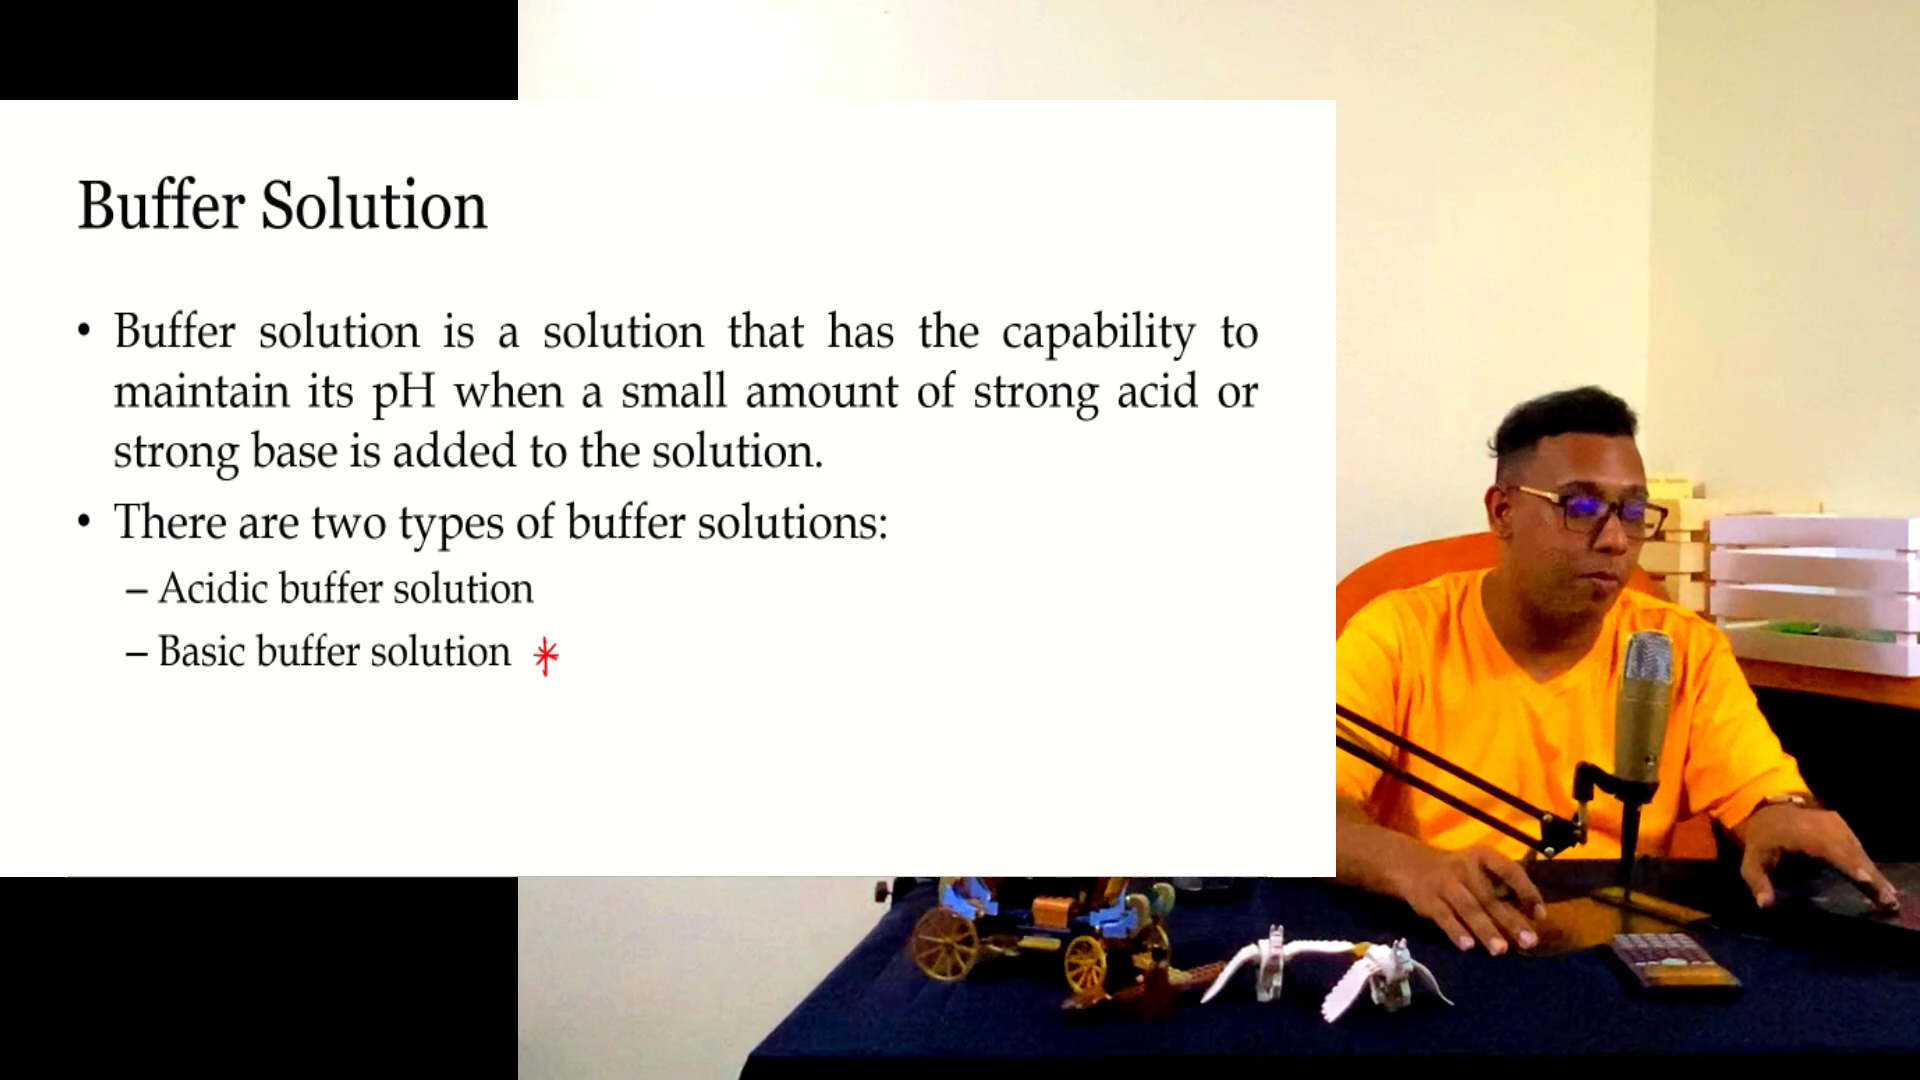 Buffer Solution
• Buffer solution is a solution that has the capability to
maintain its pH when a small amount of strong acid or
strong base is added to the solution.
• There are two types of buffer solutions:
– Acidic buffer solution
– Basic buffer solution *